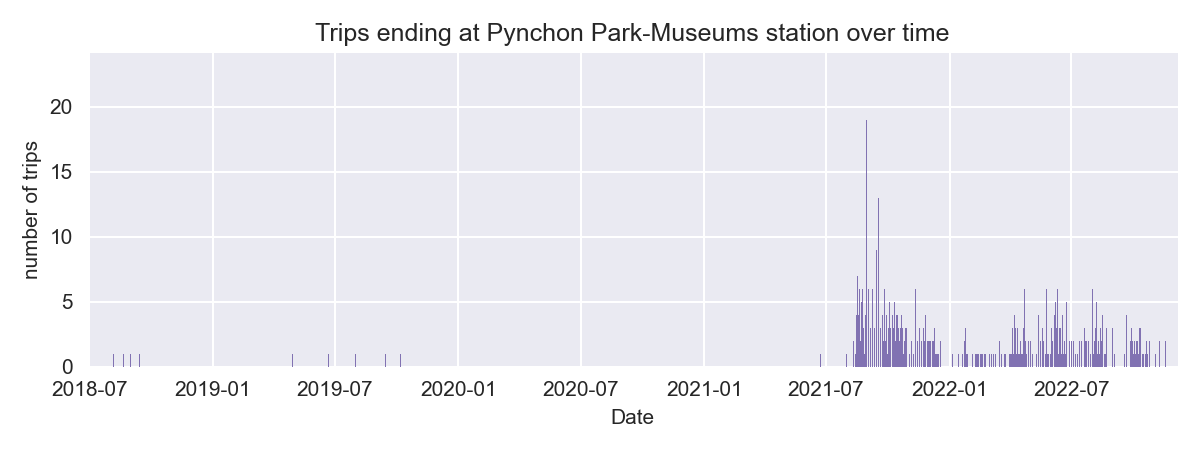 Trips ending at Pynchon Park-Museums station over time
number of trips
20
15
10
5
0
2018-07 2019-01 2019-07 2020-01 2020-07 2021-01 2021-07 2022-01 2022-07
Date